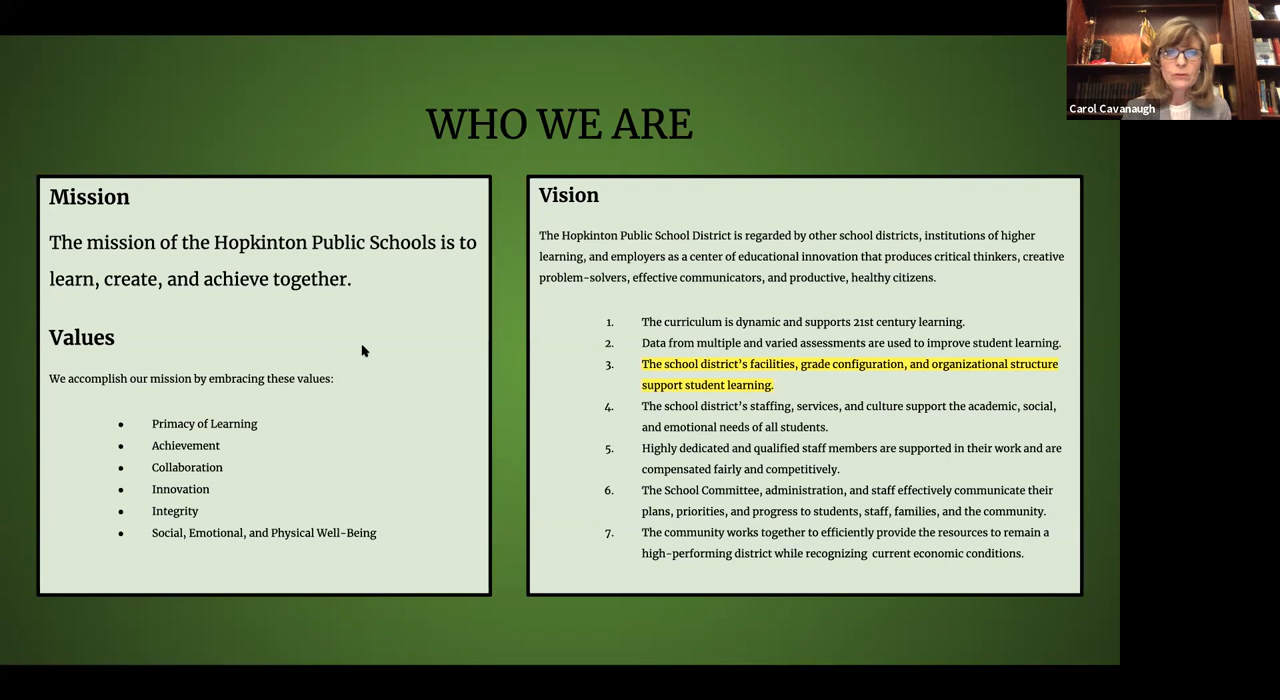 Carol Cavanaugh
WHO WE ARE
Mission
The mission of the Hopkinton Public Schools is to
learn, create, and achieve together.
Values
We accomplish our mission by embracing these values:
● Primacy of Learning
● Achievement
● Collaboration
● Innovation
● Integrity
● Social, Emotional, and Physical Well-Being
Vision
The Hopkinton Public School District is regarded by other school districts, institutions of higher
learning, and employers as a center of educational innovation that produces critical thinkers, creative
problem-solvers, effective communicators, and productive, healthy citizens.
1. The curriculum is dynamic and supports 21st century learning.
2. Data from multiple and varied assessments are used to improve student learning.
3. The school district's facilities, grade configuration, and organizational structure
support student learning.
4. The school district's staffing, services, and culture support the academic, social,
and emotional needs of all students.
5. Highly dedicated and qualified staff members are supported in their work and are
compensated fairly and competitively.
6. The School Committee, administration, and staff effectively communicate their
plans, priorities, and progress to students, staff, families, and the community.
7. The community works together to efficiently provide the resources to remain a
high-performing district while recognizing current economic conditions.